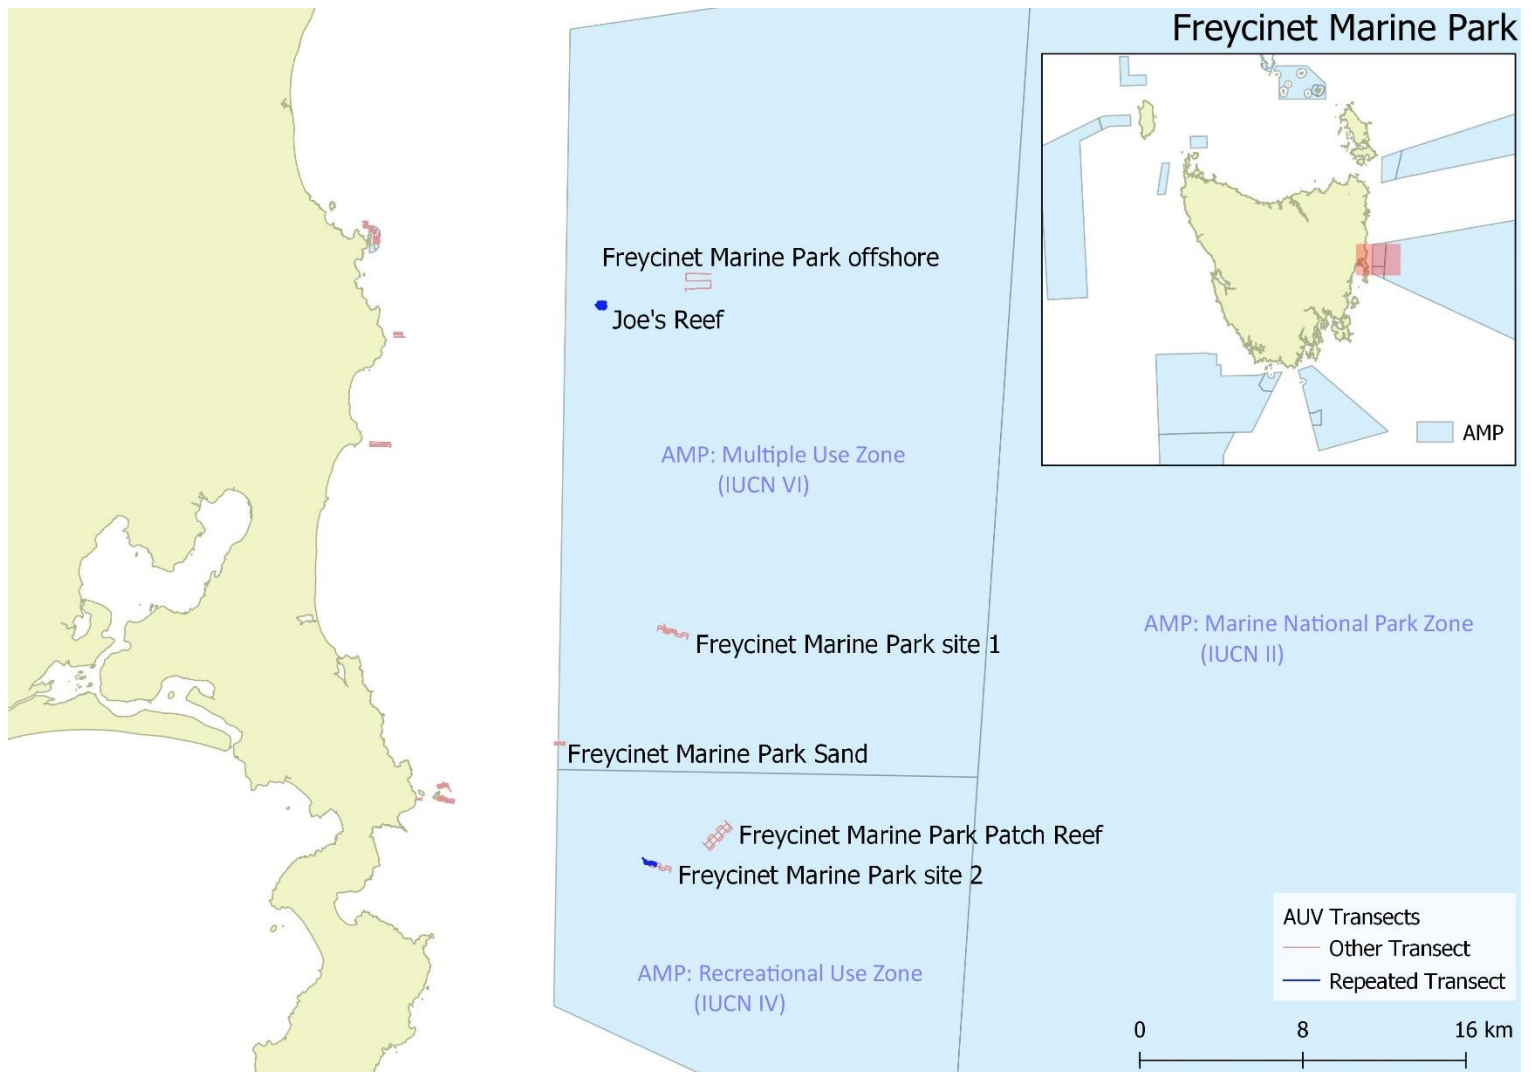 Freycinet Marine Park
AMP
Freycinet Marine Park offshore
Joe's Reef
AMP: Multiple Use Zone
(IUCN VI)
Freycinet Marine Park site 1
AMP: Marine National Park Zone
(IUCN II)
Freycinet Marine Park Sand
Freycinet Marine Park Patch Reef
Freycinet Marine Park site 2
AMP: Recreational Use Zone
(IUCN IV)
AUV Transects
Other Transect
Repeated Transect
0 8 16 km